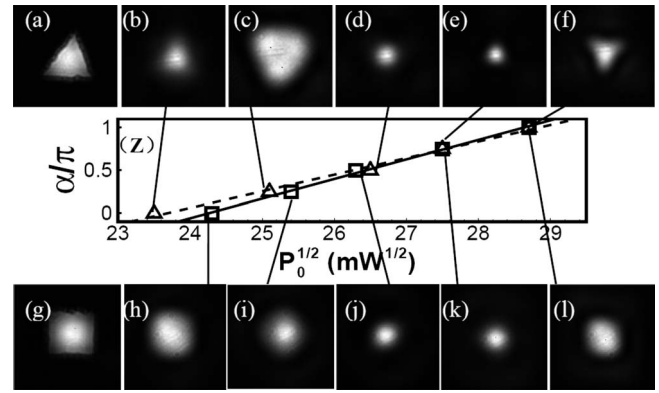 (a) (b) (c) (d) (e) (f)
(z)
α/π
1
0.5
0
23 24 25 26 27 28 29
P₀^1/2 (mW^1/2)
(g) (h) (i) (j) (k) (l)